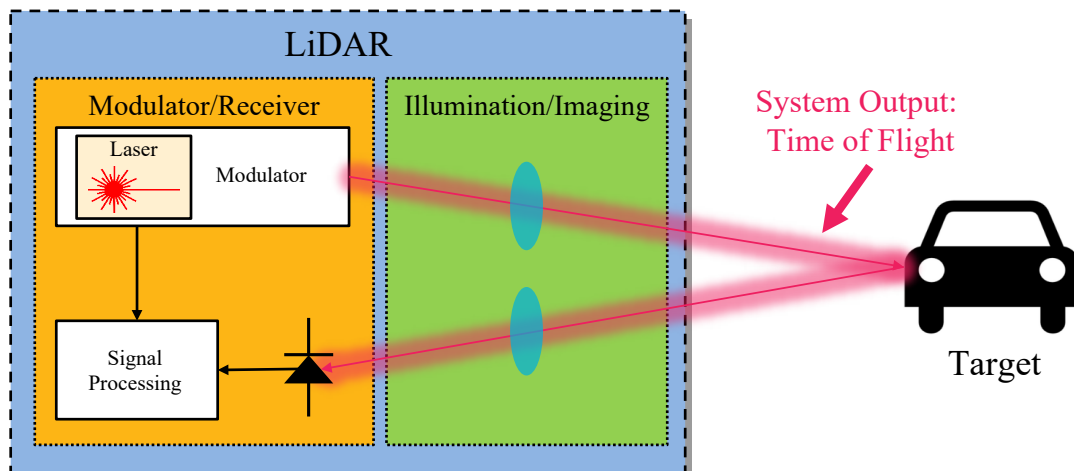 LiDAR
Modulator/Receiver
Illumination/Imaging
System Output:
Time of Flight
Laser
Modulator
Signal
Processing
Target